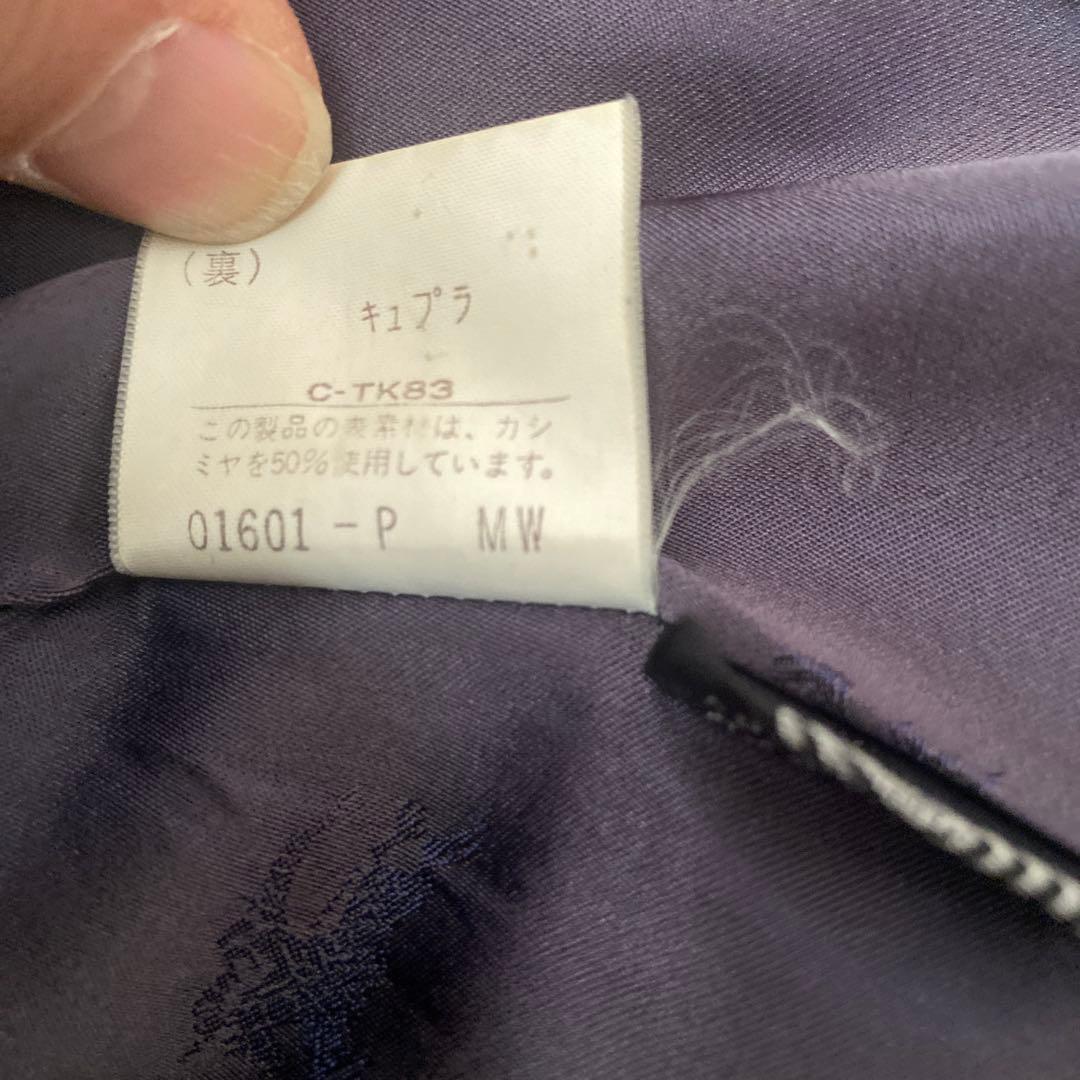 (裏)
キュプラ
C-TK83
この製品の表素材は、カシ
ミヤを50%使用しています。
01601-P MW